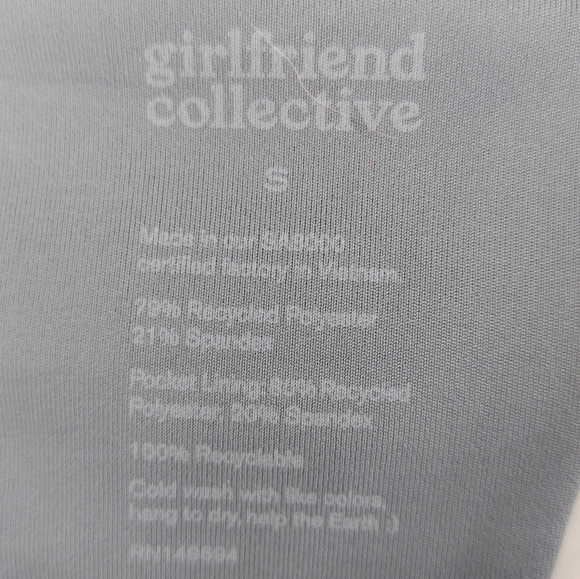 girlfriend
collective
S
Made in our SA8000
certified factory in Vietnam.
79% Recycled Polyester
21% Spandex
Pocket Lining: 80% Recycled
Polyester, 20% Spandex
100% Recyclable
Cold wash with like colors,
hang to dry, help the Earth :)